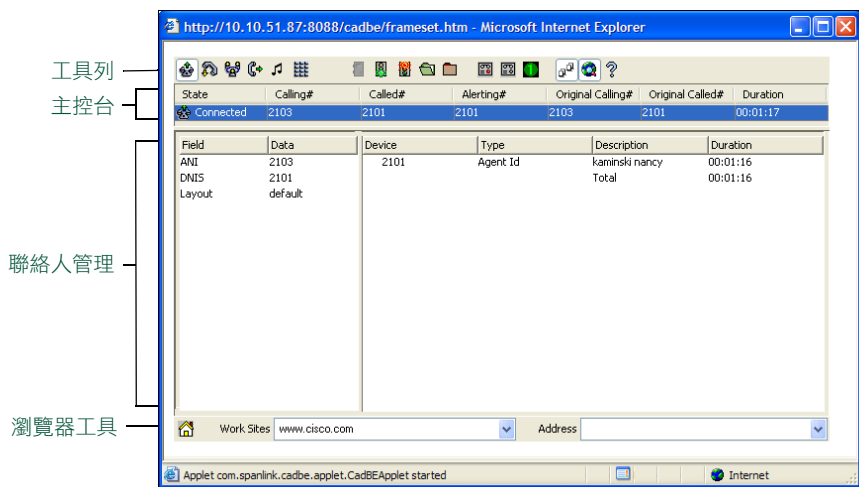 http://10.10.51.87:8088/cadbe/frameset.htm - Microsoft Internet Explorer
工具列
主控台
State Calling# Called# Alerting# Original Calling# Original Called# Duration
Connected 2103 2101 2101 2103 2101 00:01:17
Field Data Device Type Description Duration
ANI 2103 2101 Agent Id kaminski nancy 00:01:16
DNIS 2101 Total 00:01:16
Layout default
聯絡人管理
瀏覽器工具
Work Sites www.cisco.com Address
Applet com.spanlink.cadbe.applet.CadBEApplet started Internet